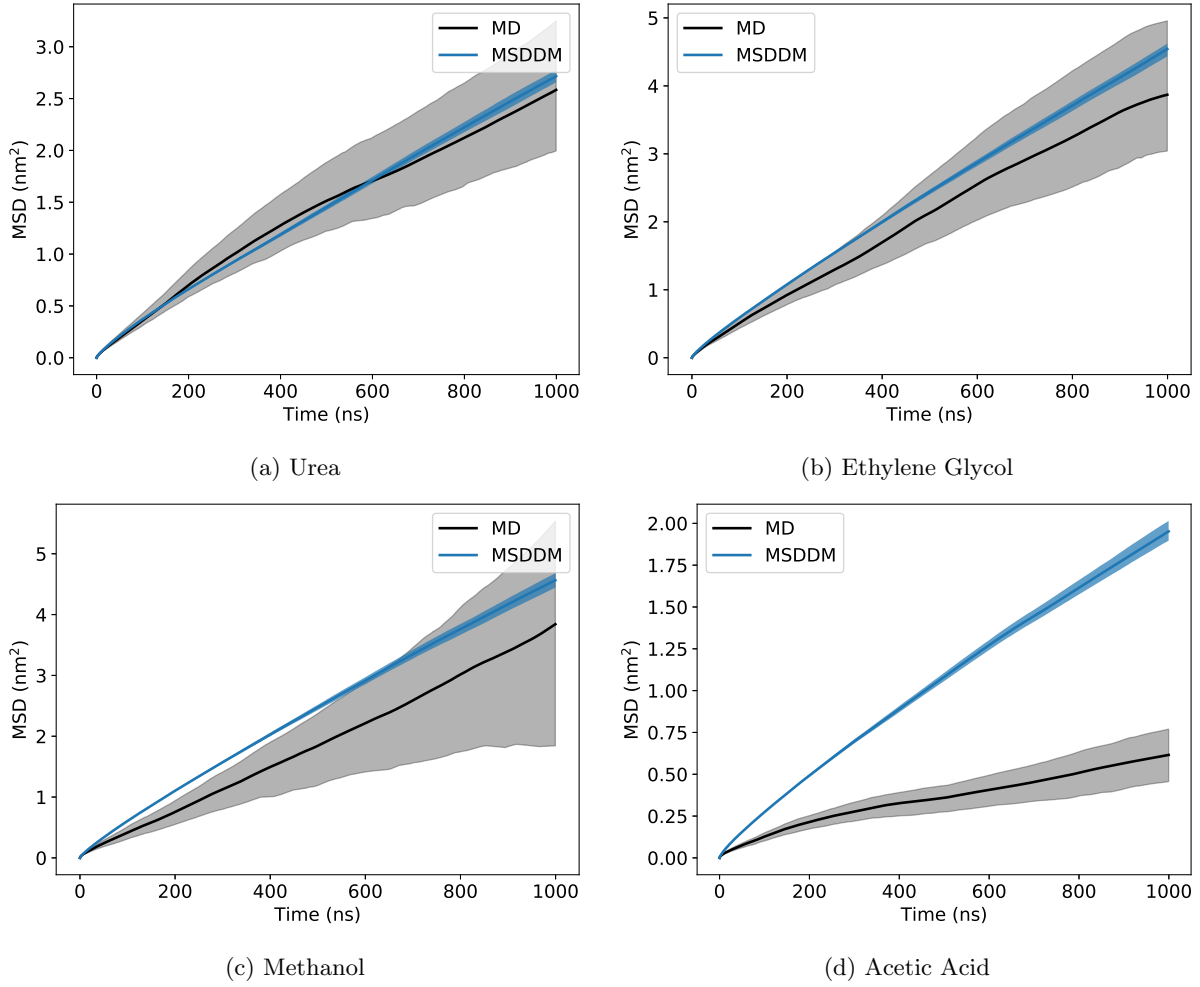 MD
MSDDM
MSD (nm²)
3.0
2.5
2.0
1.5
1.0
0.5
0.0
0 200 400 600 800 1000
Time (ns)
(a) Urea
MD
MSDDM
MSD (nm²)
5
4
3
2
1
0
0 200 400 600 800 1000
Time (ns)
(b) Ethylene Glycol
MD
MSDDM
MSD (nm²)
5
4
3
2
1
0
0 200 400 600 800 1000
Time (ns)
(c) Methanol
MD
MSDDM
MSD (nm²)
2.00
1.75
1.50
1.25
1.00
0.75
0.50
0.25
0.00
0 200 400 600 800 1000
Time (ns)
(d) Acetic Acid